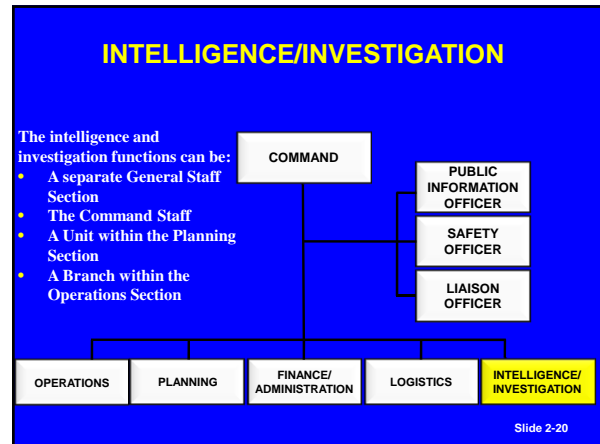 INTELLIGENCE/INVESTIGATION
The intelligence and
investigation functions can be:
• A separate General Staff
Section
• The Command Staff
• A Unit within the Planning
Section
• A Branch within the
Operations Section
COMMAND
PUBLIC
INFORMATION
OFFICER
SAFETY
OFFICER
LIAISON
OFFICER
OPERATIONS
PLANNING
FINANCE/
ADMINISTRATION
LOGISTICS
INTELLIGENCE/
INVESTIGATION
Slide 2-20